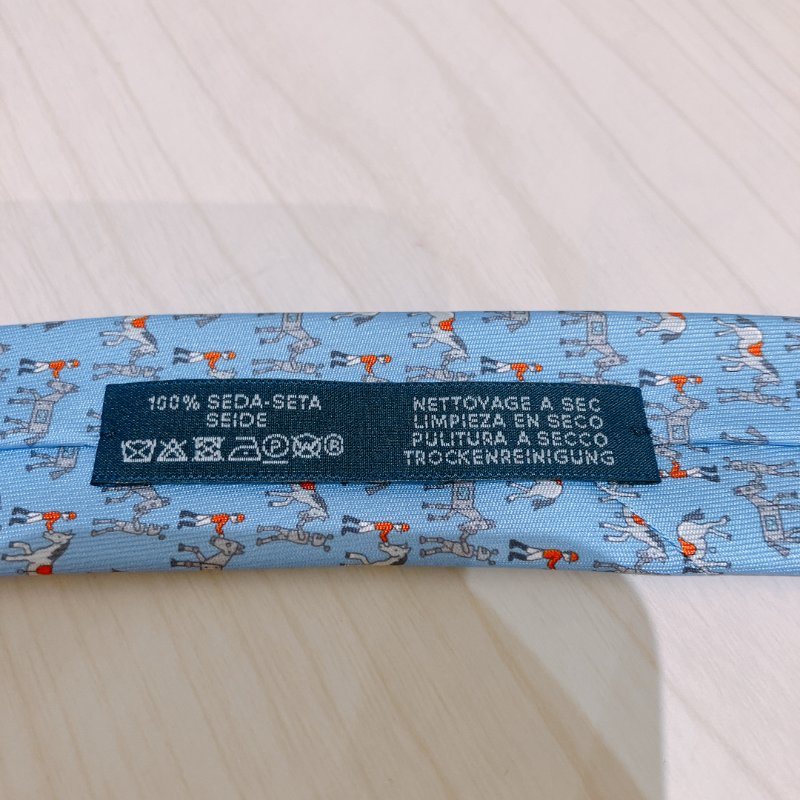 100% SEDA-SETA
SEIDE
NETTOYAGE A SEC
LIMPIEZA EN SECO
PULITURA A SECCO
TROCKENREINIGUNG